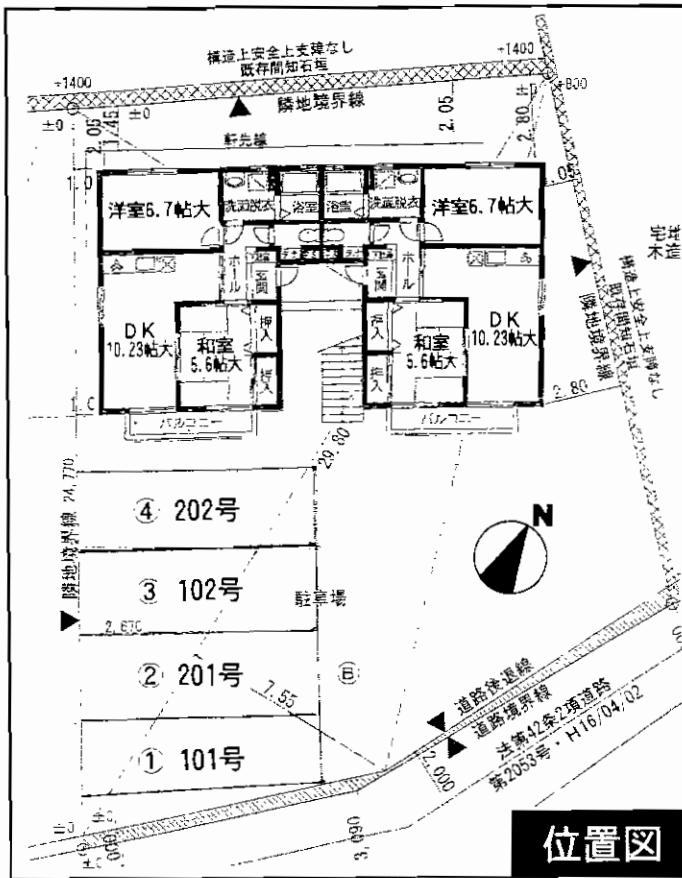 構造上安全上支障なし
既存間知石垣
+1400
+1400
隣地境界線
±0
±0
2.05
1.45
軒先線
2.05
2.80
洋室6.7帖大
洗面脱衣
浴室
浴室
洗面脱衣
洋室6.7帖大
ホール
玄関
玄関
ホール
DK
10.23帖大
和室
5.6帖大
押入
押入
押入
押入
和室
5.6帖大
DK
10.23帖大
バルコニー
バルコニー
2.80
構造上安全上支障なし
既存間知石垣
隣地境界線
29.80
隣地境界線 24,770
④ 202号
③ 102号
駐車場
2,670
② 201号
7.55
① 101号
N
道路後退線
道路境界線
法第42条2項道路
第2053号・H16/04/02
2,000
3,090
±0
±0
位置図